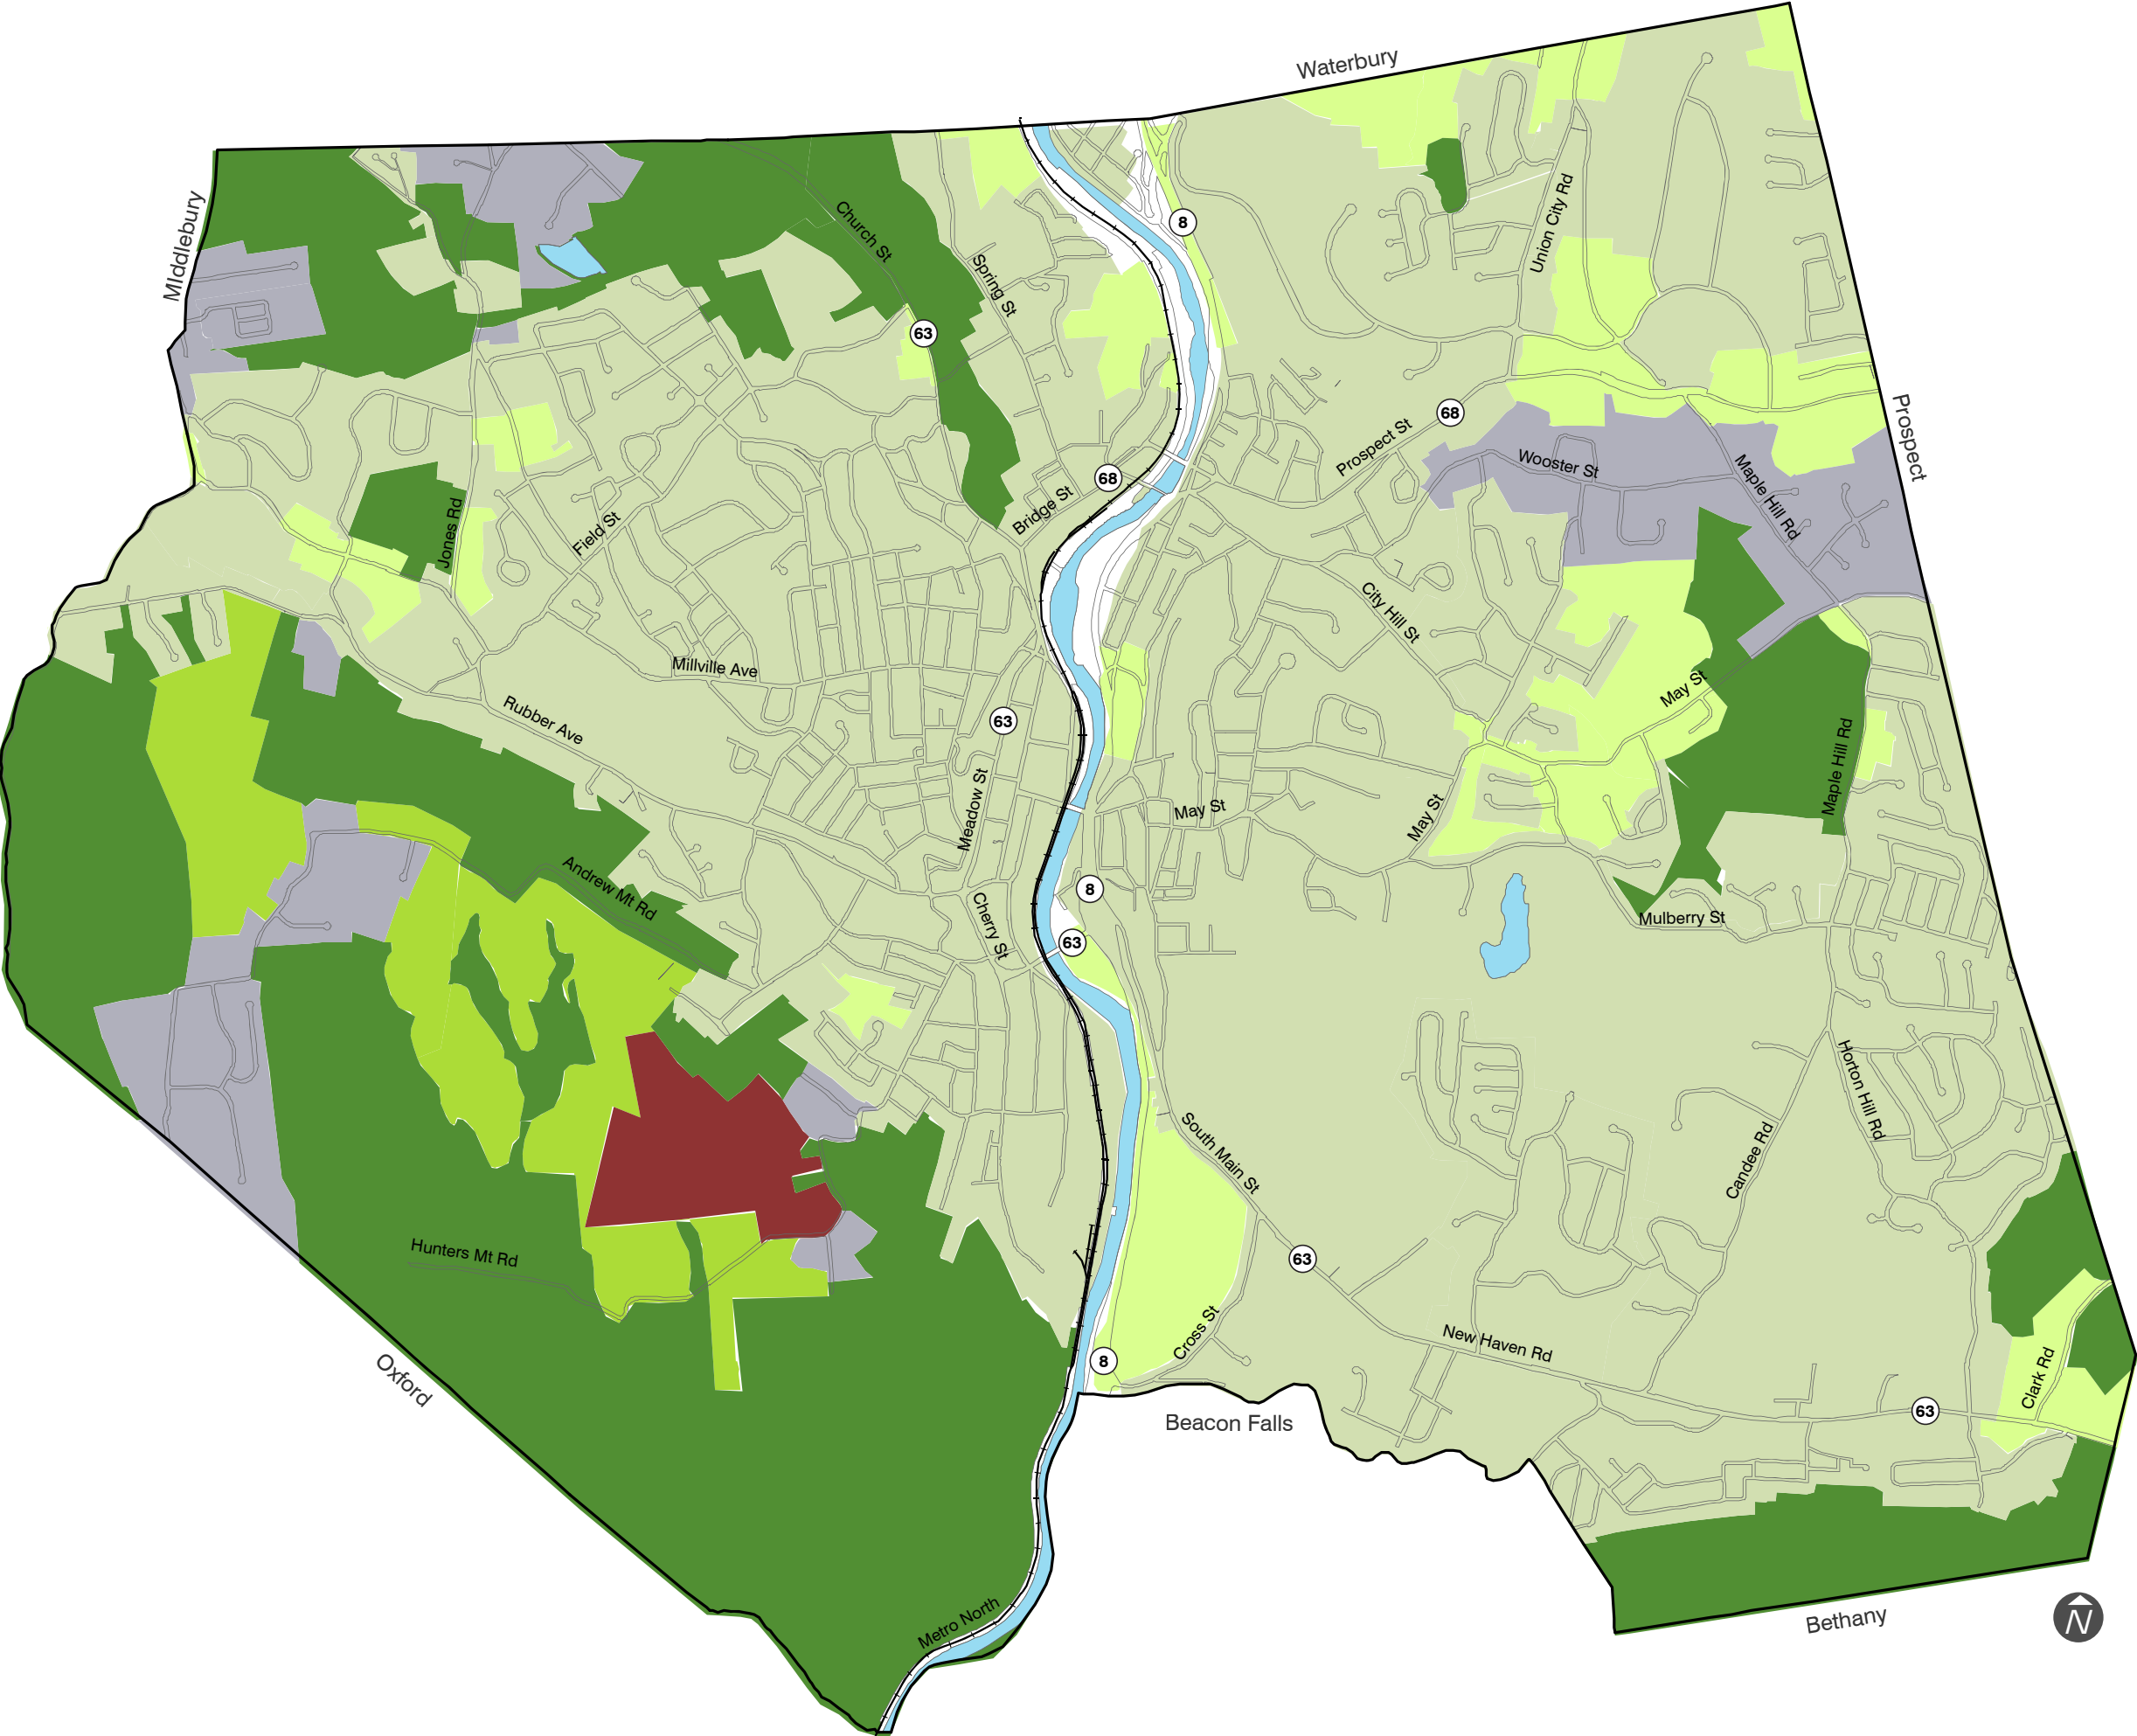 Waterbury
MIddlebury
8
Church St
Union City Rd
Spring St
63
Prospect
68
Prospect St
Wooster St
Maple Hill Rd
68
Bridge St
Jones Rd
Field St
City Hill St
Millville Ave
May St
Rubber Ave
63
Maple Hill Rd
Meadow St
May St
May St
Andrew Mt Rd
8
Mulberry St
Cherry St
63
Horton Hill Rd
South Main St
Candee Rd
Hunters Mt Rd
63
Cross St
New Haven Rd
8
Clark Rd
Oxford
63
Beacon Falls
Metro North
Bethany
N